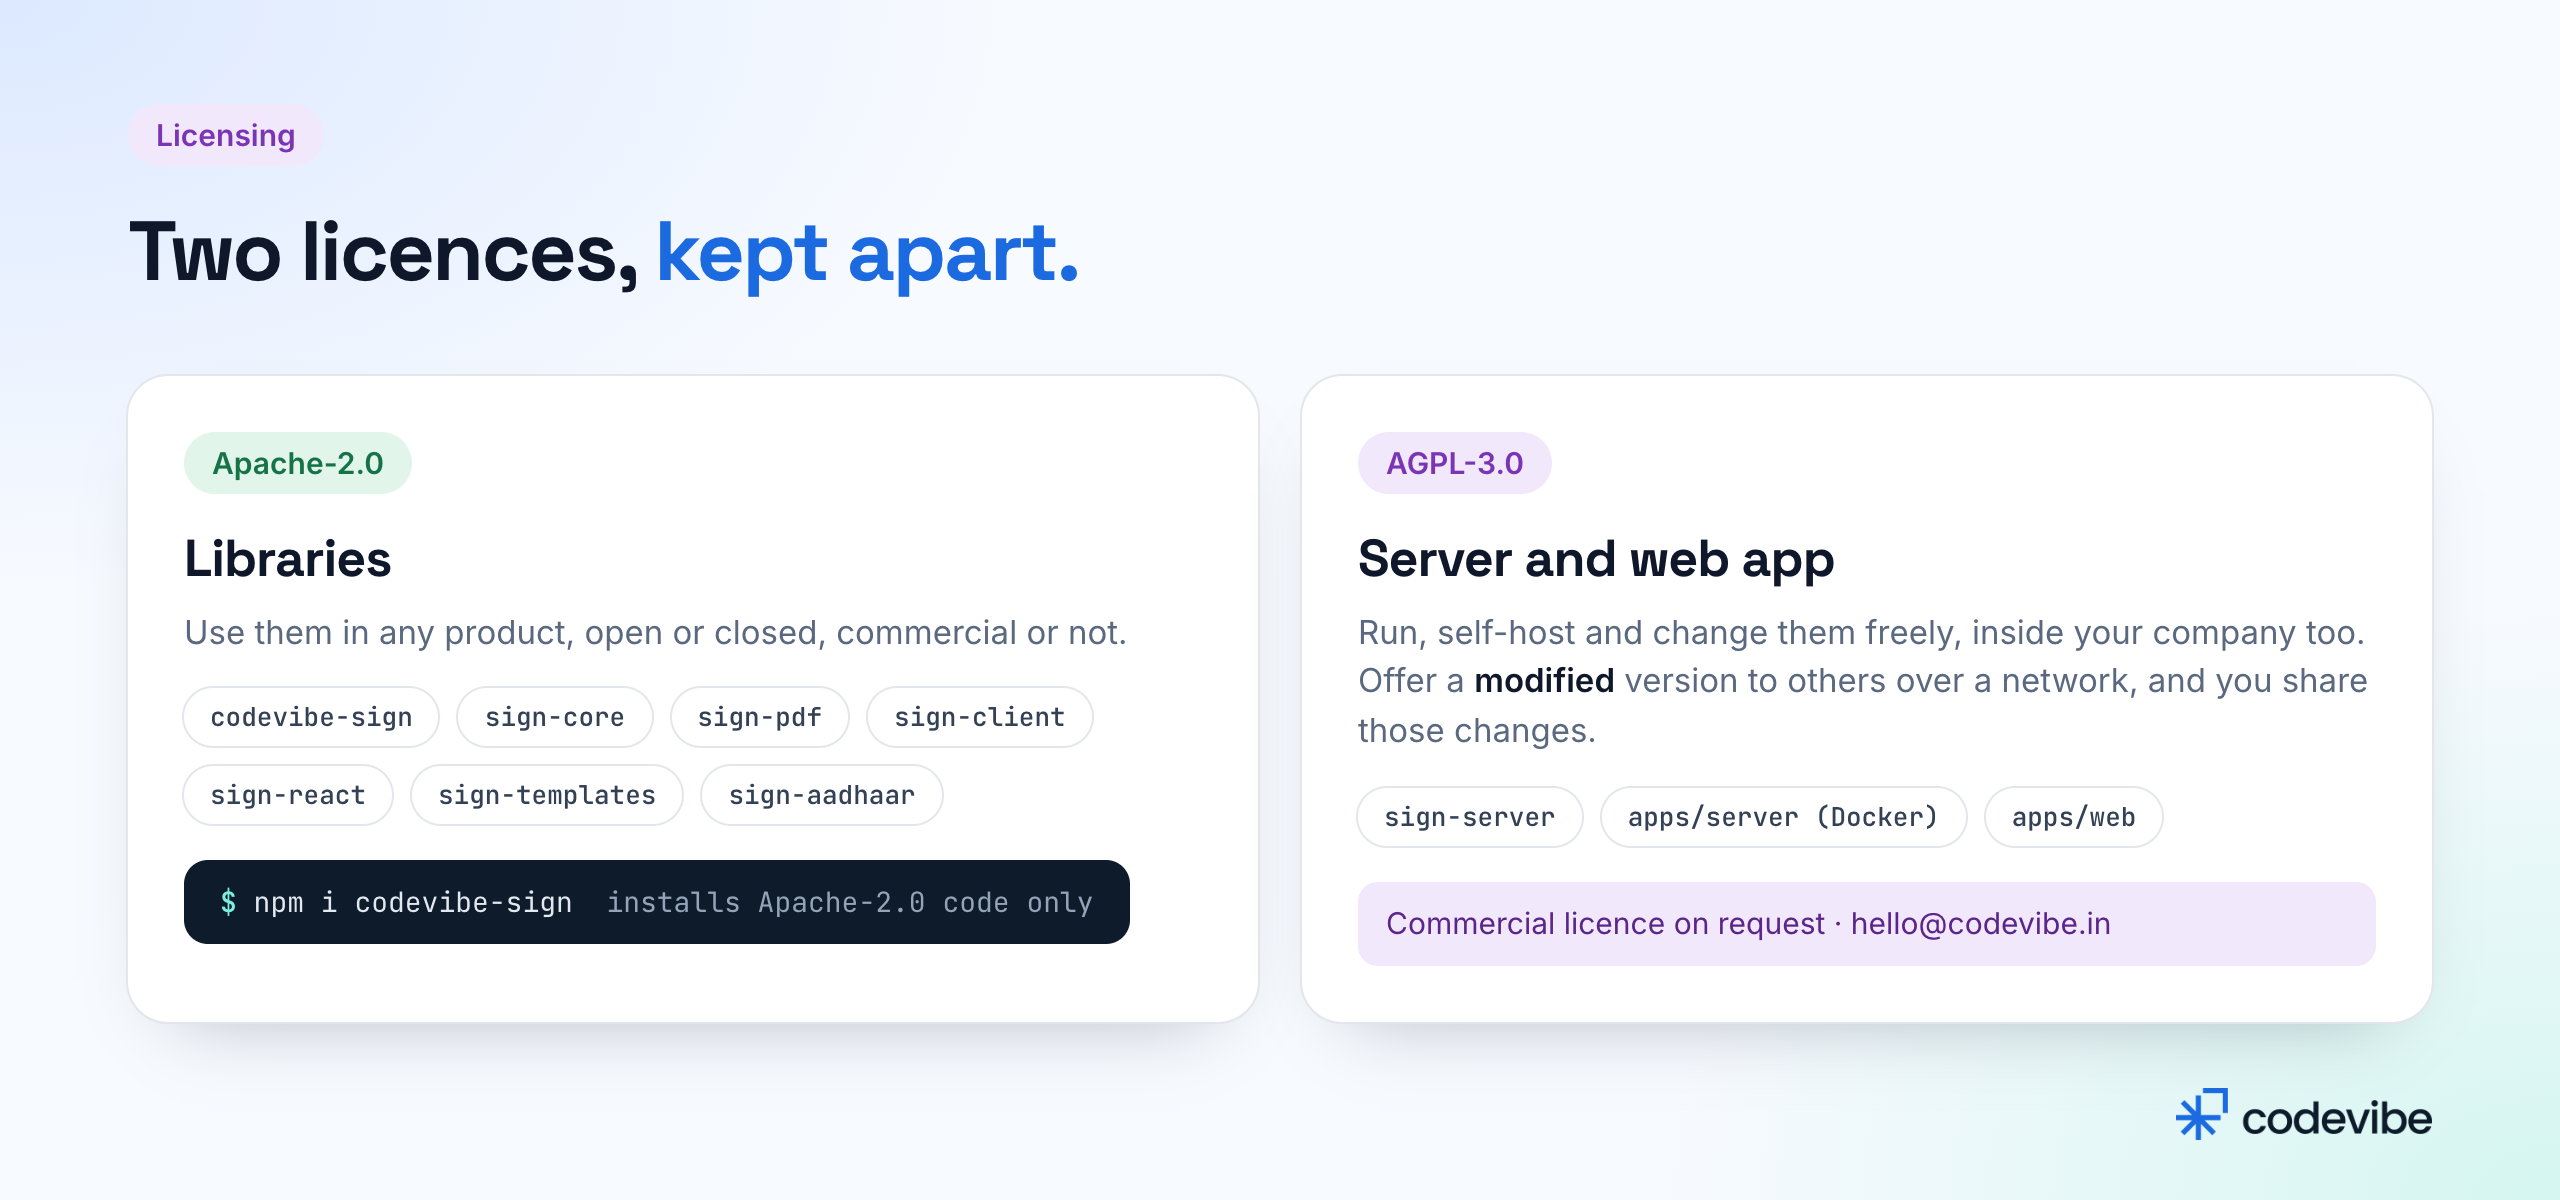 Licensing
Two licences, kept apart.
Apache-2.0
Libraries
Use them in any product, open or closed, commercial or not.
codevibe-sign sign-core sign-pdf sign-client
sign-react sign-templates sign-aadhaar
$ npm i codevibe-sign installs Apache-2.0 code only
AGPL-3.0
Server and web app
Run, self-host and change them freely, inside your company too.
Offer a modified version to others over a network, and you share
those changes.
sign-server apps/server (Docker) apps/web
Commercial licence on request · hello@codevibe.in
codevibe